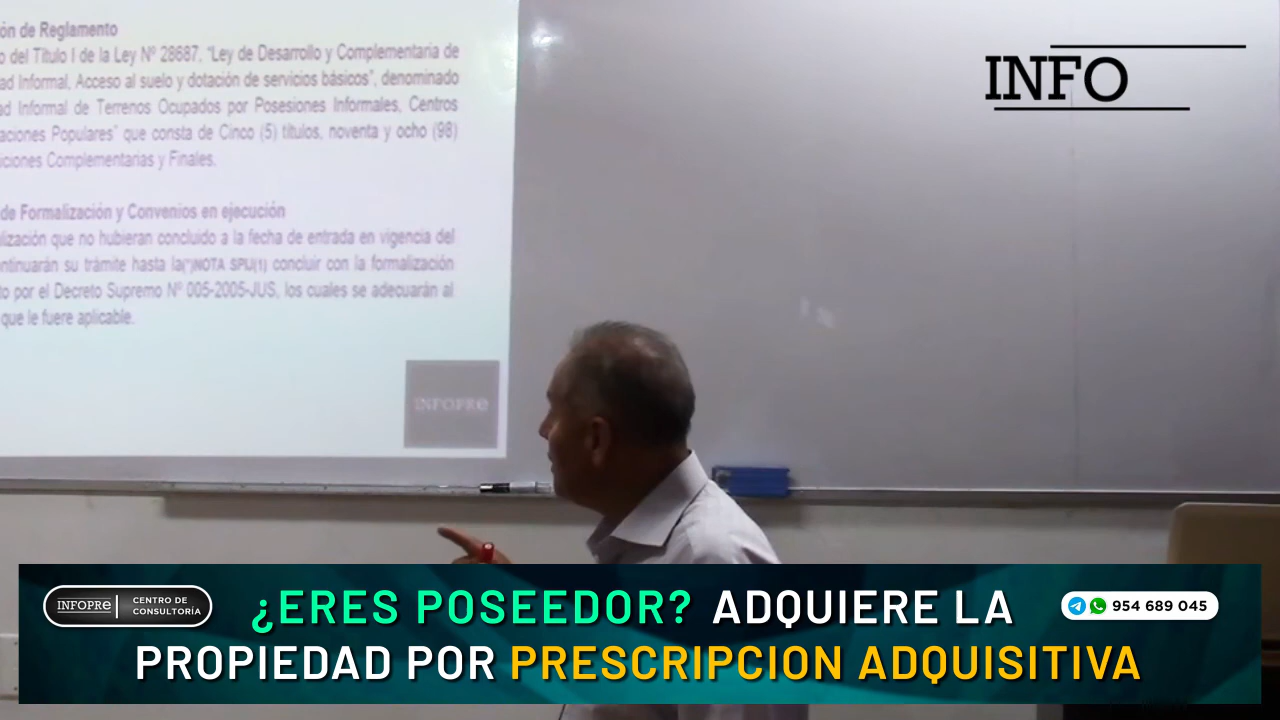 ón de Reglamento
o del Título I de la Ley Nº 28687, "Ley de Desarrollo y Complementaria de
ad Informal, Acceso al suelo y dotación de servicios básicos", denominado
ad Informal de Terrenos Ocupados por Posesiones Informales, Centros
aciones Populares" que consta de Cinco (5) títulos, noventa y ocho (98)
iciones Complementarias y Finales.
de Formalización y Convenios en ejecución
lización que no hubieran concluido a la fecha de entrada en vigencia del
ntinuarán su trámite hasta la(*)NOTA SPIJ(1) concluir con la formalización
to por el Decreto Supremo Nº 005-2005-JUS, los cuales se adecuarán al
que le fuere aplicable.
INFOPRe
INFO
INFOPRe
CENTRO DE
CONSULTORÍA
¿ERES POSEEDOR? ADQUIERE LA
954 689 045
PROPIEDAD POR PRESCRIPCION ADQUISITIVA